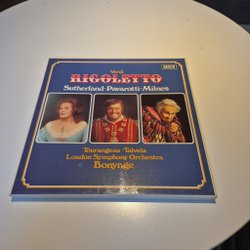 Verdi
DECCA
RIGOLETTO
Sutherland·Pavarotti·Milnes
Tourangeau·Talvela
London Symphony Orchestra
Bonynge